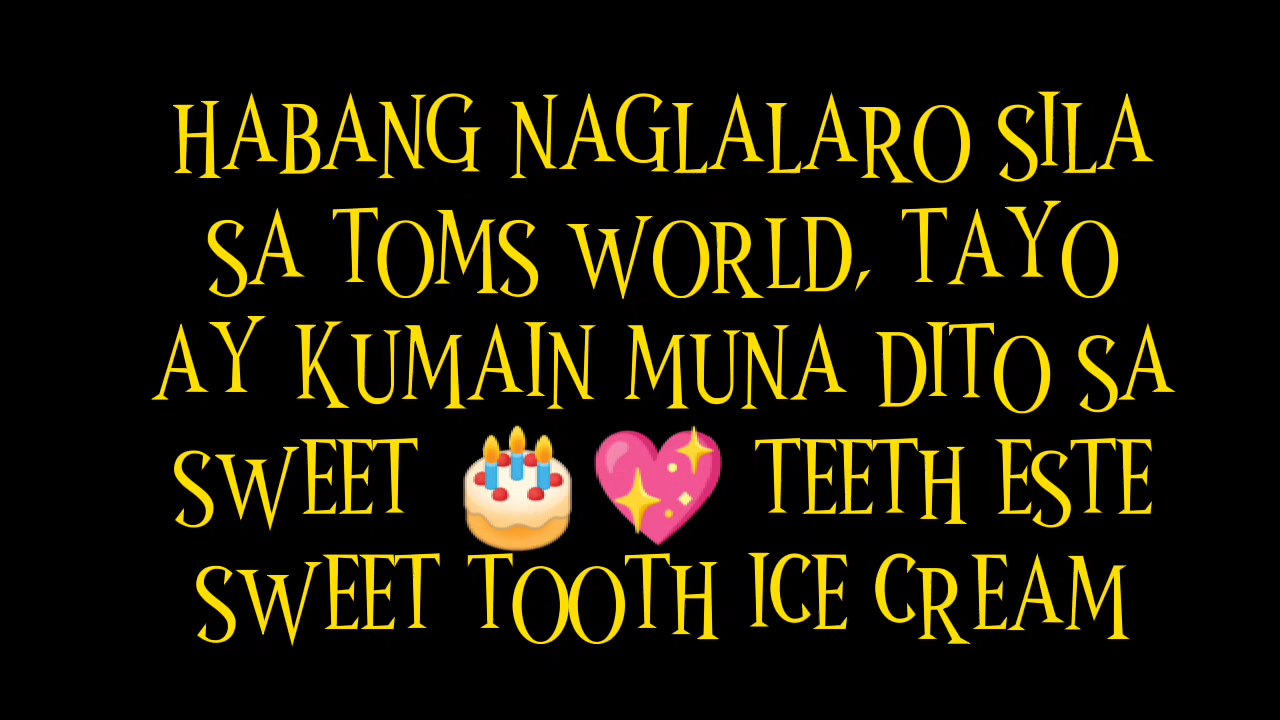 HABANG NAGLALARO SILA
SA TOMS WORLD, TAYO
AY KUMAIN MUNA DITO SA
SWEET 🎂💖 TEETH ESTE
SWEET TOOTH ICE CREAM